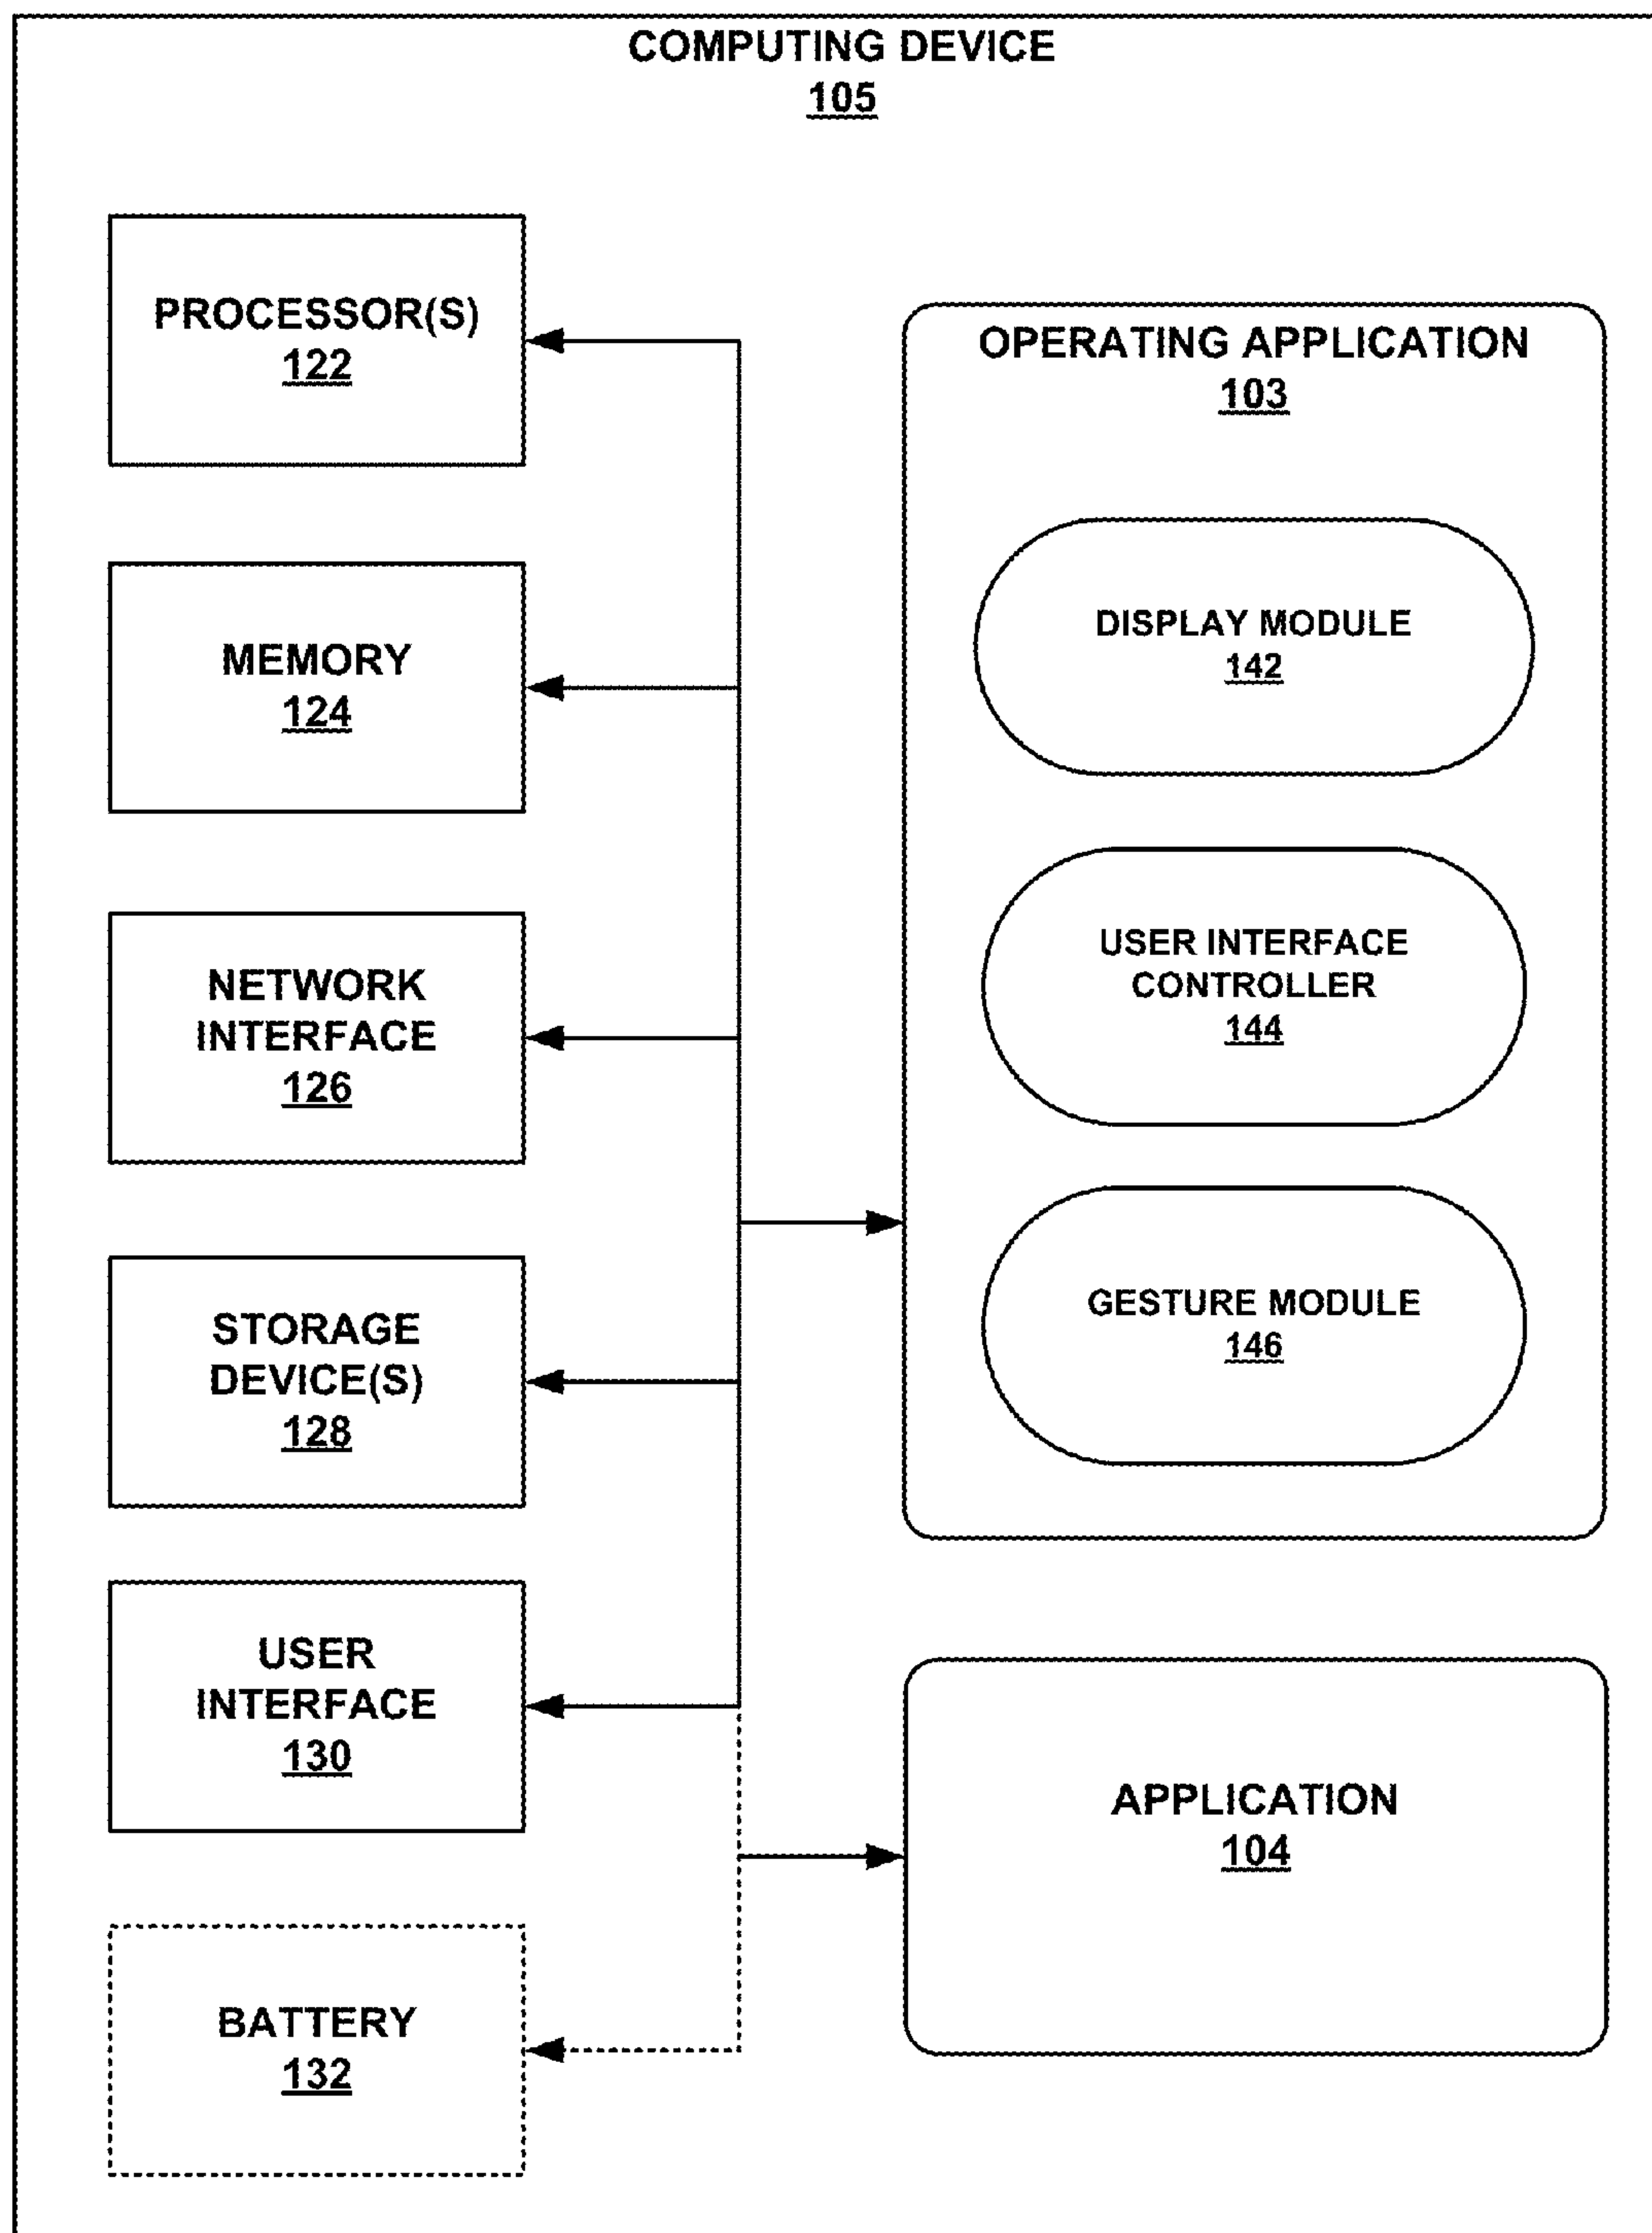 COMPUTING DEVICE
105
PROCESSOR(S)
122
MEMORY
124
NETWORK
INTERFACE
126
STORAGE
DEVICE(S)
128
USER
INTERFACE
130
BATTERY
132
OPERATING APPLICATION
103
DISPLAY MODULE
142
USER INTERFACE
CONTROLLER
144
GESTURE MODULE
146
APPLICATION
104